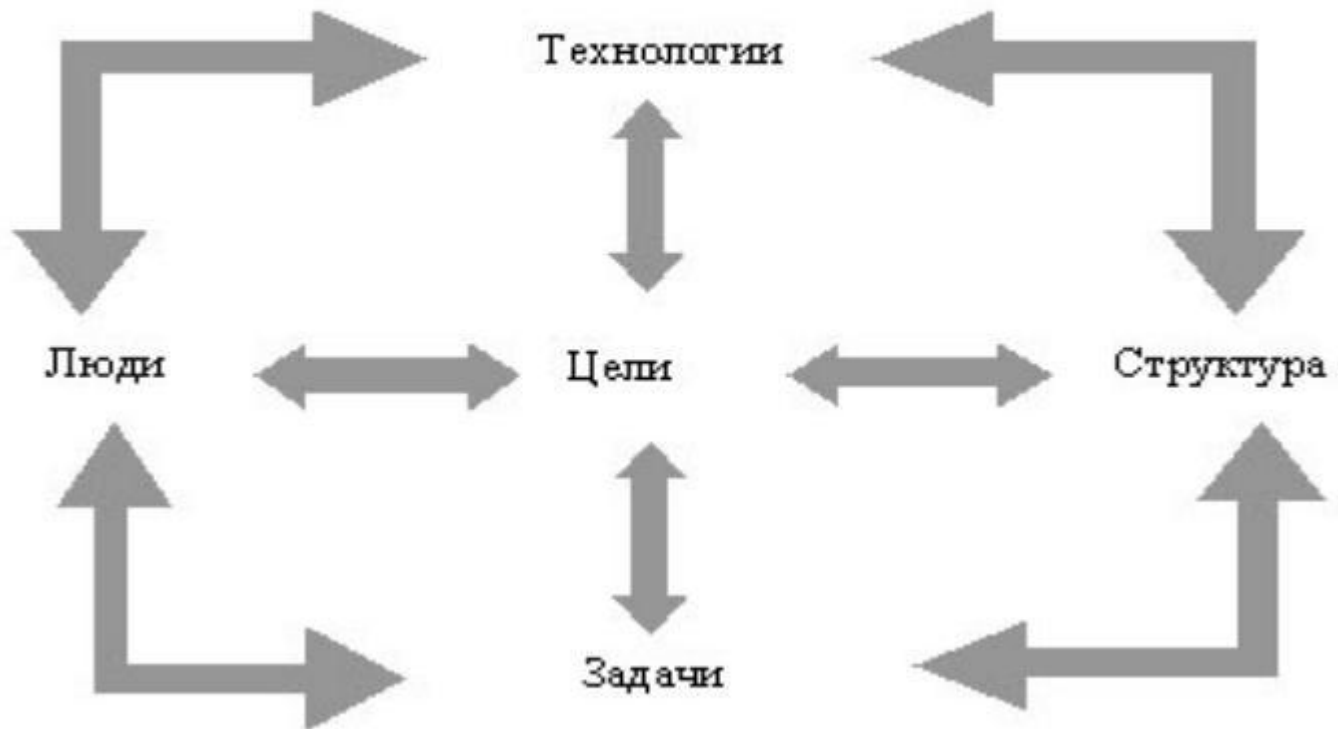 Технологии
Люди
Цели
Структура
Задачи